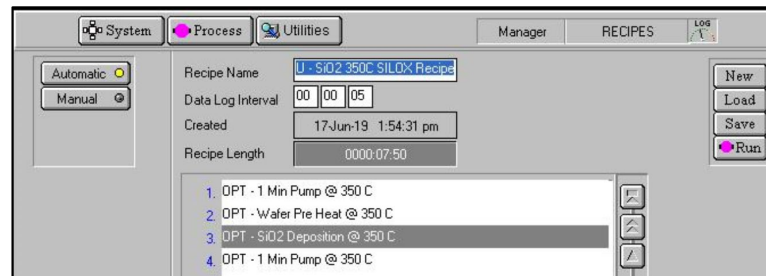 System Process Utilities Manager RECIPES LOG
Automatic
Manual
Recipe Name U - SiO2 350C SILOX Recipe
Data Log Interval 00 00 05
Created 17-Jun-19 1:54:31 pm
Recipe Length 0000:07:50
New
Load
Save
Run
1. OPT - 1 Min Pump @ 350 C
2. OPT - Wafer Pre Heat @ 350 C
3. OPT - SiO2 Deposition @ 350 C
4. OPT - 1 Min Pump @ 350 C